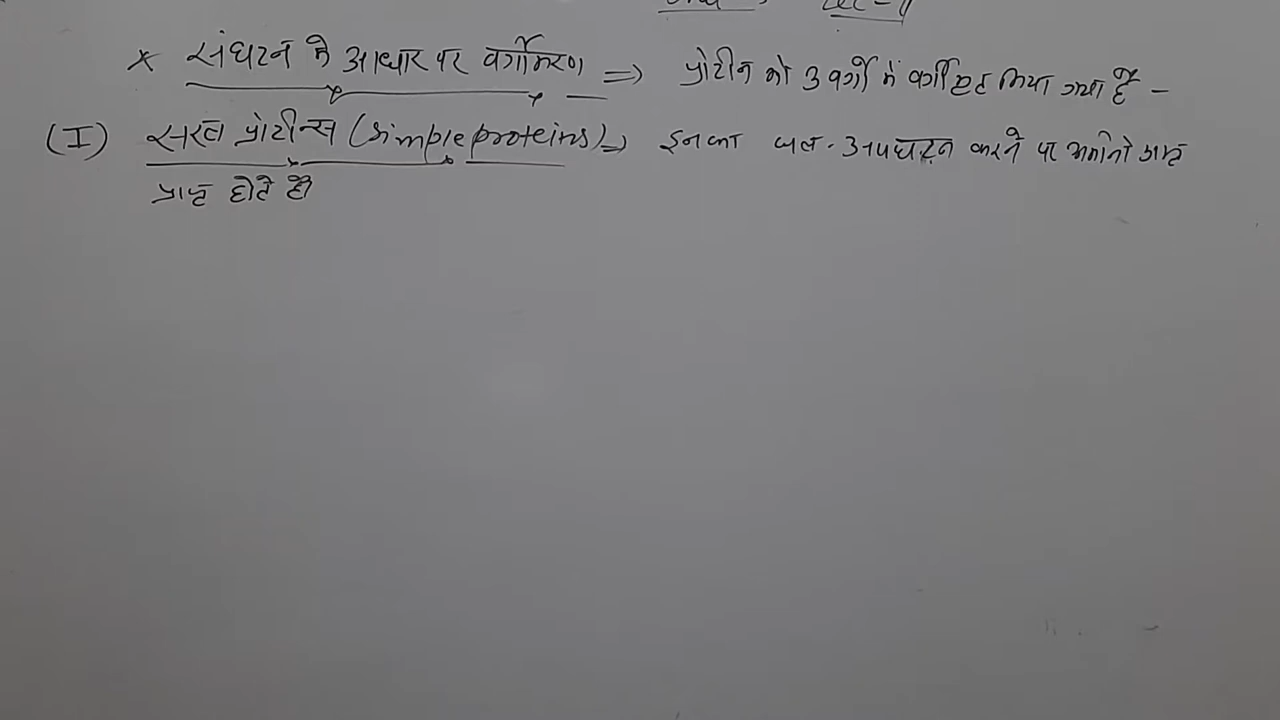 * संघटन के आधार पर वर्गीकरण ⇒ प्रोटीन को 3 वर्गों में वर्गीकृत किया गया है -
(I) सरल प्रोटीन्स (Simple proteins) ⇒ इनका जल-अपघटन करने पर अमीनो अम्ल
प्राप्त होते हैं